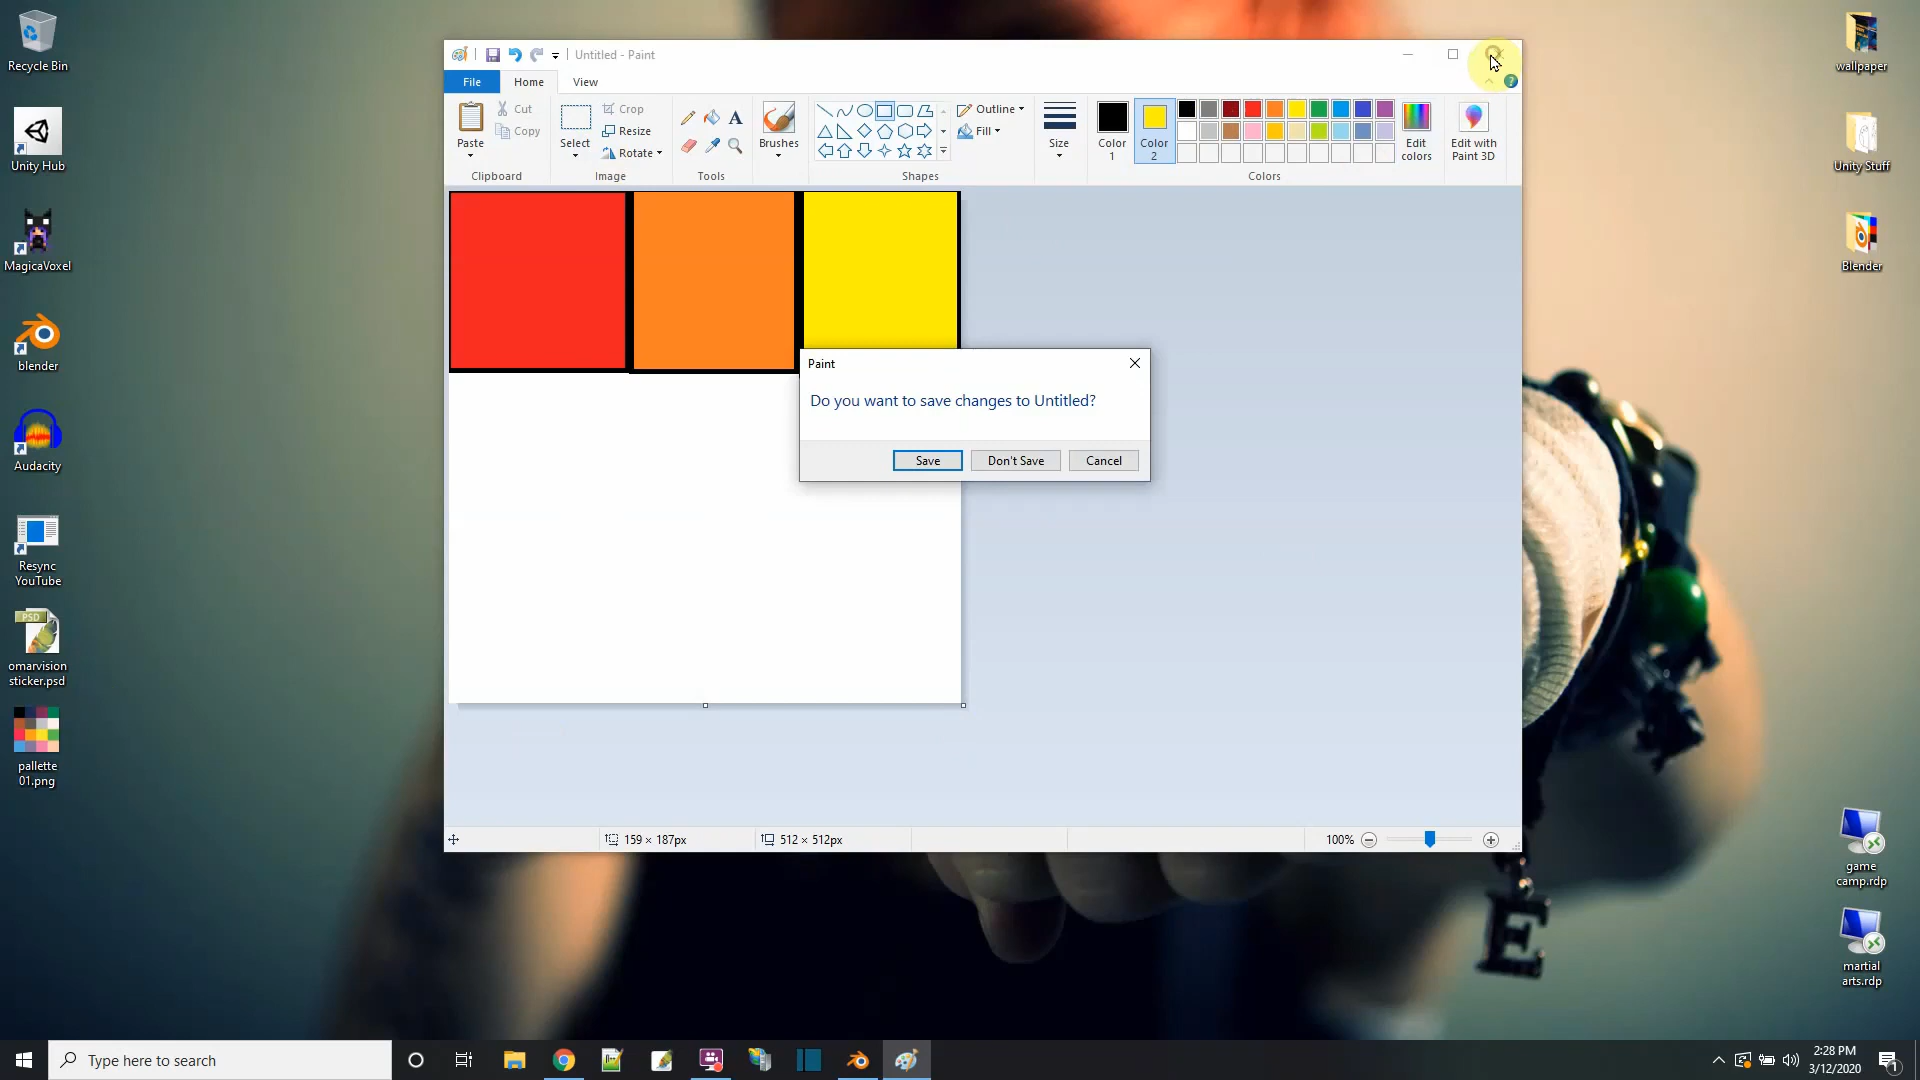 Recycle Bin
Unity Hub
MagicaVoxel
blender
Audacity
Resync
YouTube
PSD
omarvision
sticker.psd
pallette
01.png
Untitled - Paint
File
Home
View
Paste
Cut
Copy
Clipboard
Select
Crop
Resize
Rotate
Image
A
Tools
Brushes
Shapes
Outline
Fill
Size
Color
1
Color
2
Edit
colors
Colors
Edit with
Paint 3D
Paint
Do you want to save changes to Untitled?
Save
Don't Save
Cancel
159 × 187px
512 × 512px
100%
wallpaper
Unity Stuff
Blender
game
camp.rdp
martial
arts.rdp
E
Type here to search
2:28 PM
3/12/2020
1